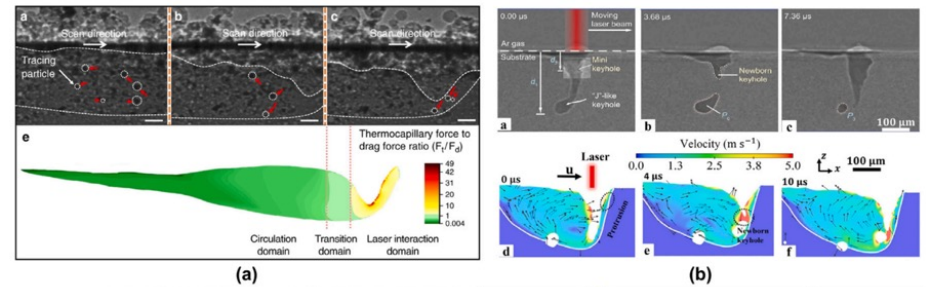 a
b
c
Scan direction
Scan direction
Scan direction
Tracing
particle
e
Thermocapillary force to
drag force ratio (Ft/Fd)
49
40
30
20
10
1
0.004
Circulation
domain
Transition
domain
Laser interaction
domain
(a)
0.00 μs
Moving
laser beam
3.68 μs
7.36 μs
Ar gas
Substrate
Mini
keyhole
"J"-like keyhole
Newborn
keyhole
a
b
c
100 μm
Velocity (m s⁻¹)
0.0 1.3 2.5 3.8 5.0
z
x
100 μm
0 μs
u
Laser
Protrusion
4 μs
Newborn
keyhole
10 μs
d
e
f
(b)